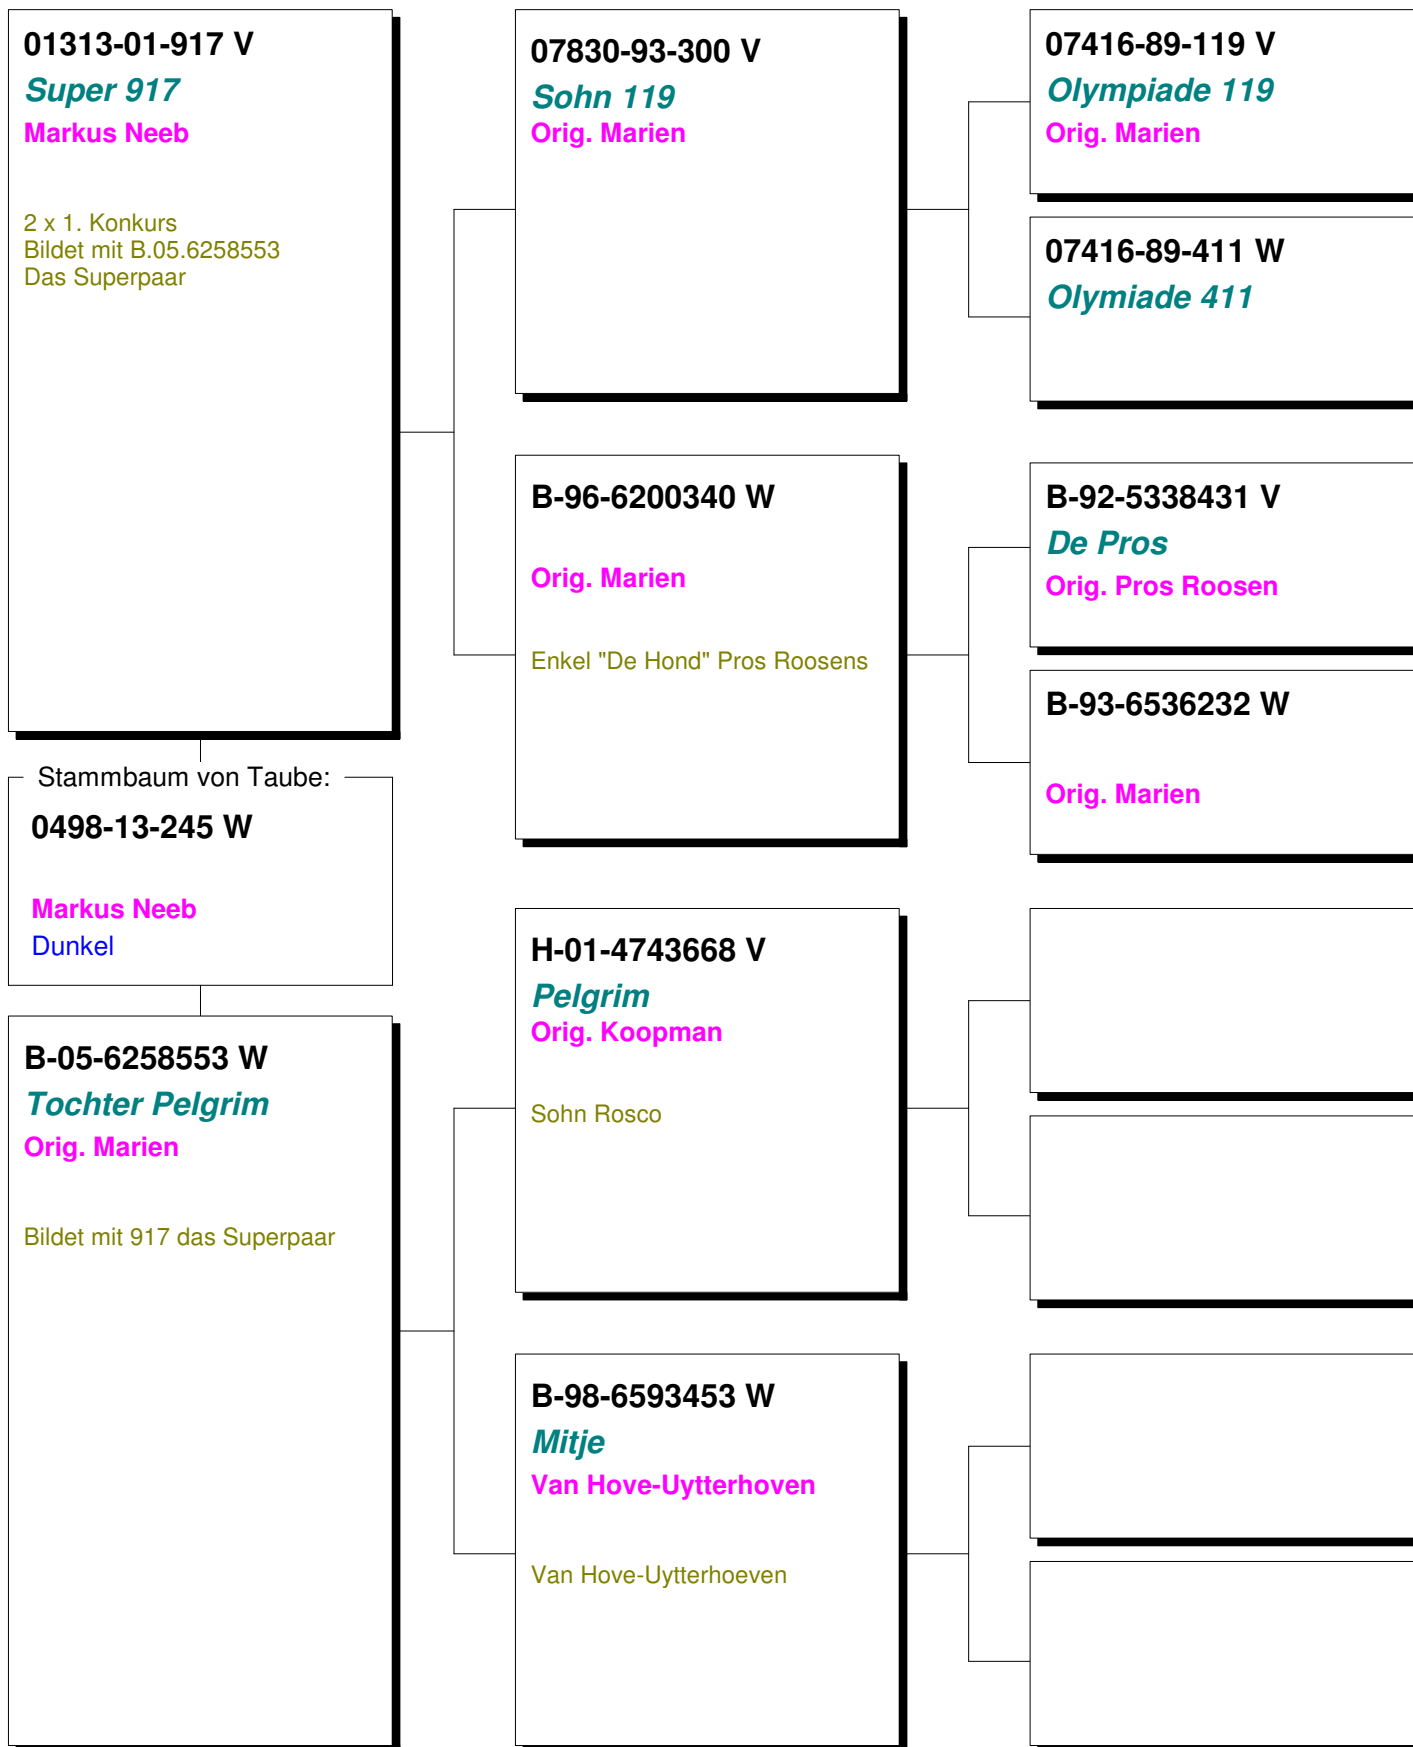 01313-01-917 V
Super 917
Markus Neeb
2 x 1. Konkurs
Bildet mit B.05.6258553
Das Superpaar
Stammbaum von Taube:
0498-13-245 W
Markus Neeb
Dunkel
B-05-6258553 W
Tochter Pelgrim
Orig. Marien
Bildet mit 917 das Superpaar
07830-93-300 V
Sohn 119
Orig. Marien
B-96-6200340 W
Orig. Marien
Enkel "De Hond" Pros Roosens
H-01-4743668 V
Pelgrim
Orig. Koopman
Sohn Rosco
B-98-6593453 W
Mitje
Van Hove-Uytterhoven
Van Hove-Uytterhoeven
07416-89-119 V
Olympiade 119
Orig. Marien
07416-89-411 W
Olymiade 411
B-92-5338431 V
De Pros
Orig. Pros Roosen
B-93-6536232 W
Orig. Marien